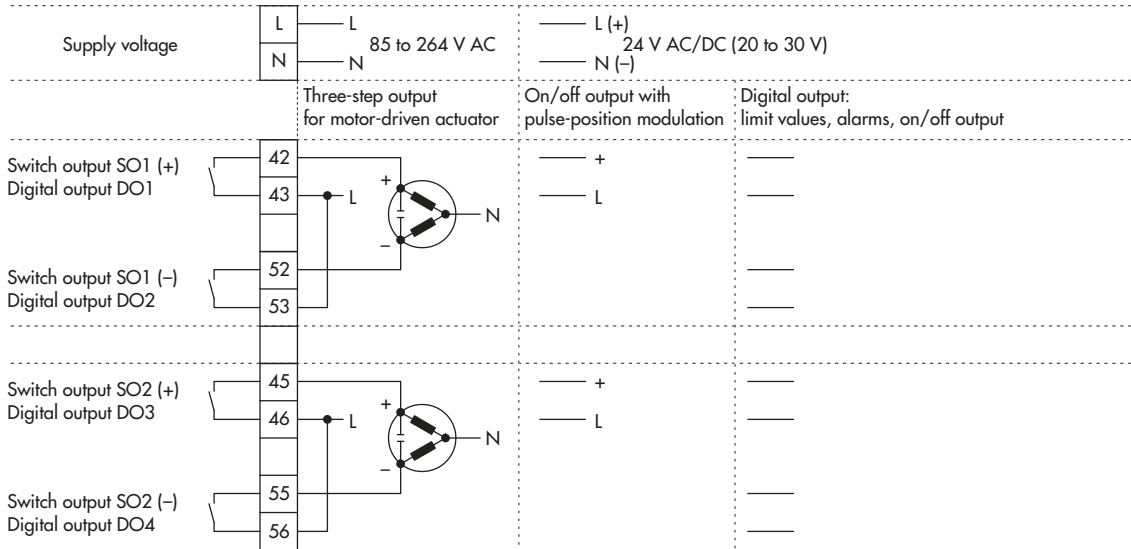 Supply voltage
L
L
85 to 264 V AC
L (+)
24 V AC/DC (20 to 30 V)
N
N
N (–)
Three-step output
for motor-driven actuator
On/off output with
pulse-position modulation
Digital output:
limit values, alarms, on/off output
Switch output SO1 (+)
Digital output DO1
42
43
L
+
–
N
+
L
Switch output SO1 (–)
Digital output DO2
52
53
Switch output SO2 (+)
Digital output DO3
45
46
L
+
–
N
+
L
Switch output SO2 (–)
Digital output DO4
55
56